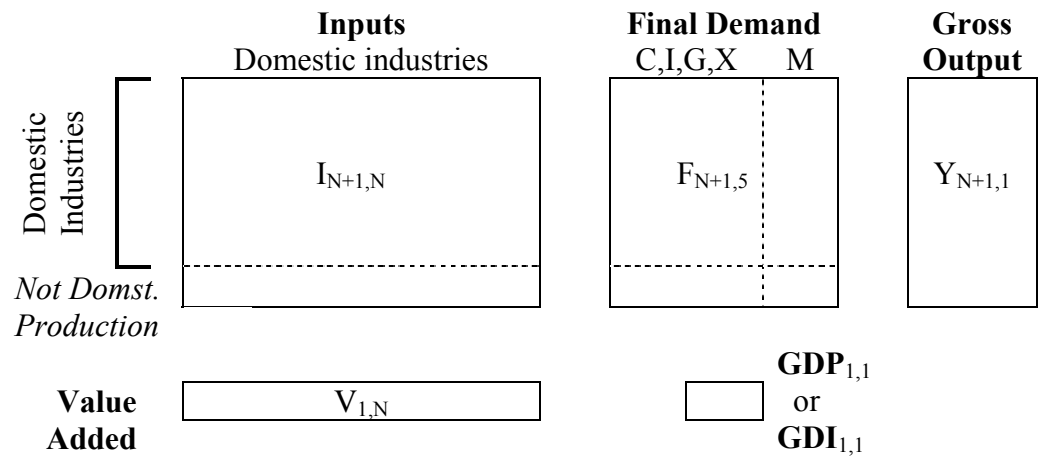 Inputs
Domestic industries
Final Demand
C,I,G,X M
Gross
Output
Domestic
Industries
I_{N+1,N}
F_{N+1,5}
Y_{N+1,1}
Not Domst.
Production
Value
Added
V_{1,N}
GDP_{1,1}
or
GDI_{1,1}